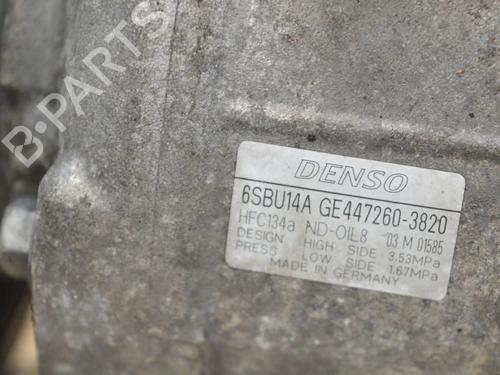 B-PARTS
DENSO
6SBU14A GE447260-3820
HFC134a ND-OIL8 03 M 01585
DESIGN HIGH SIDE 3.53MPa
PRESS LOW SIDE 1.67MPa
MADE IN GERMANY